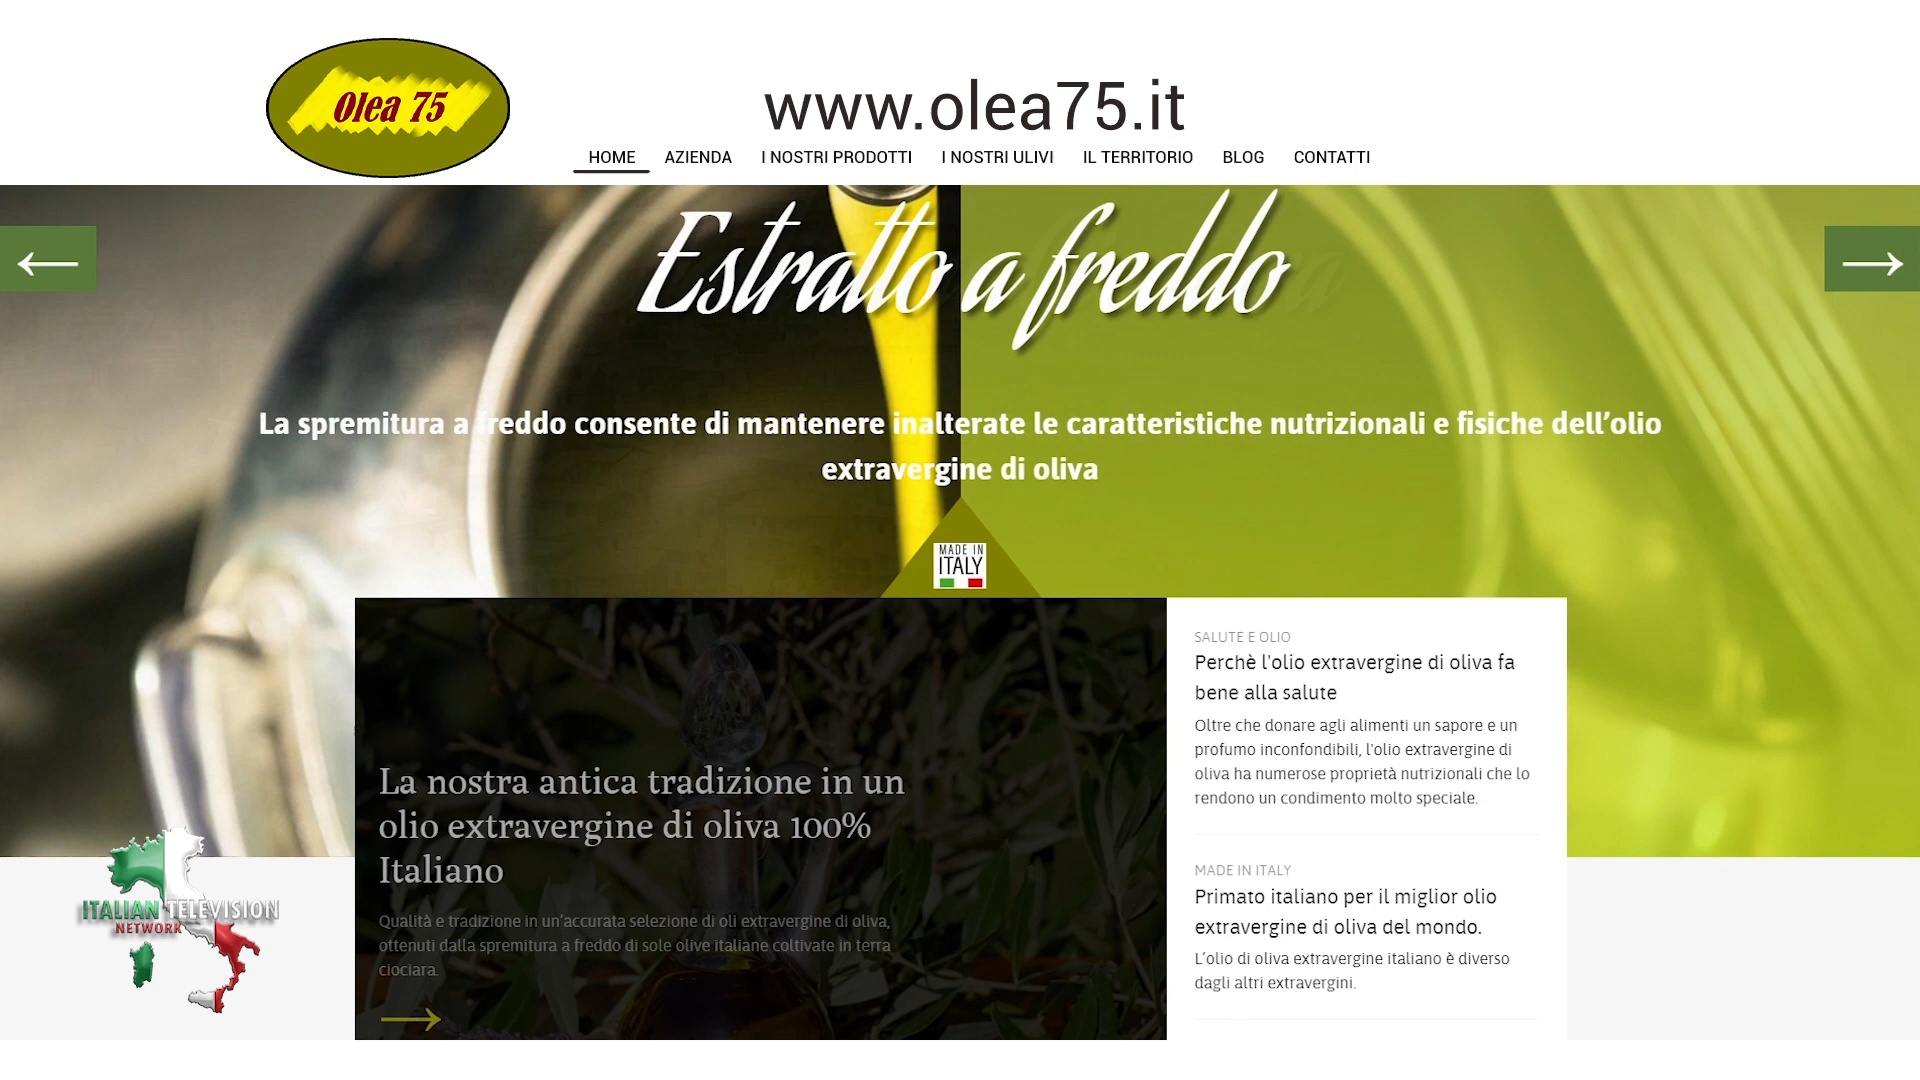 Olea 75
www.olea75.it
HOME AZIENDA I NOSTRI PRODOTTI I NOSTRI ULIVI IL TERRITORIO BLOG CONTATTI
Estratto a freddo
La spremitura a freddo consente di mantenere inalterate le caratteristiche nutrizionali e fisiche dell’olio
extravergine di oliva
MADE IN
ITALY
La nostra antica tradizione in un
olio extravergine di oliva 100%
Italiano
Qualità e tradizione in un’accurata selezione di oli extravergine di oliva,
ottenuti dalla spremitura a freddo di sole olive italiane coltivate in terra
ciociara.
SALUTE E OLIO
Perchè l'olio extravergine di oliva fa
bene alla salute
Oltre che donare agli alimenti un sapore e un
profumo inconfondibili, l'olio extravergine di
oliva ha numerose proprietà nutrizionali che lo
rendono un condimento molto speciale.
MADE IN ITALY
Primato italiano per il miglior olio
extravergine di oliva del mondo.
L’olio di oliva extravergine italiano è diverso
dagli altri extravergini.
ITALIAN TELEVISION
NETWORK